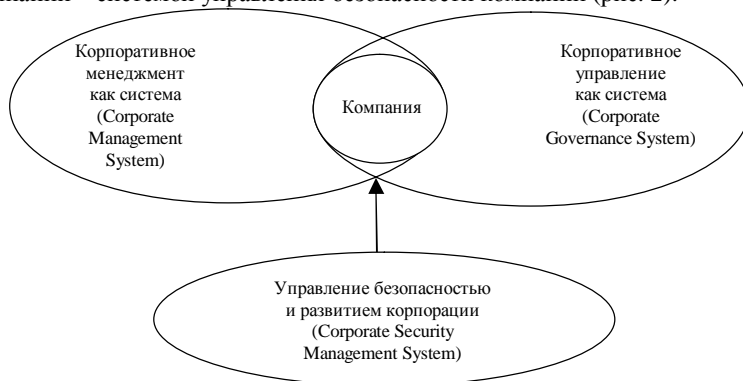 системой управления безопасности компании (рис. 2).
Корпоративное
менеджмент
как система
(Corporate
Management
System)
Компания
Корпоративное
управление
как система
(Corporate
Governance System)
Управление безопасностью
и развитием корпорации
(Corporate Security
Management System)